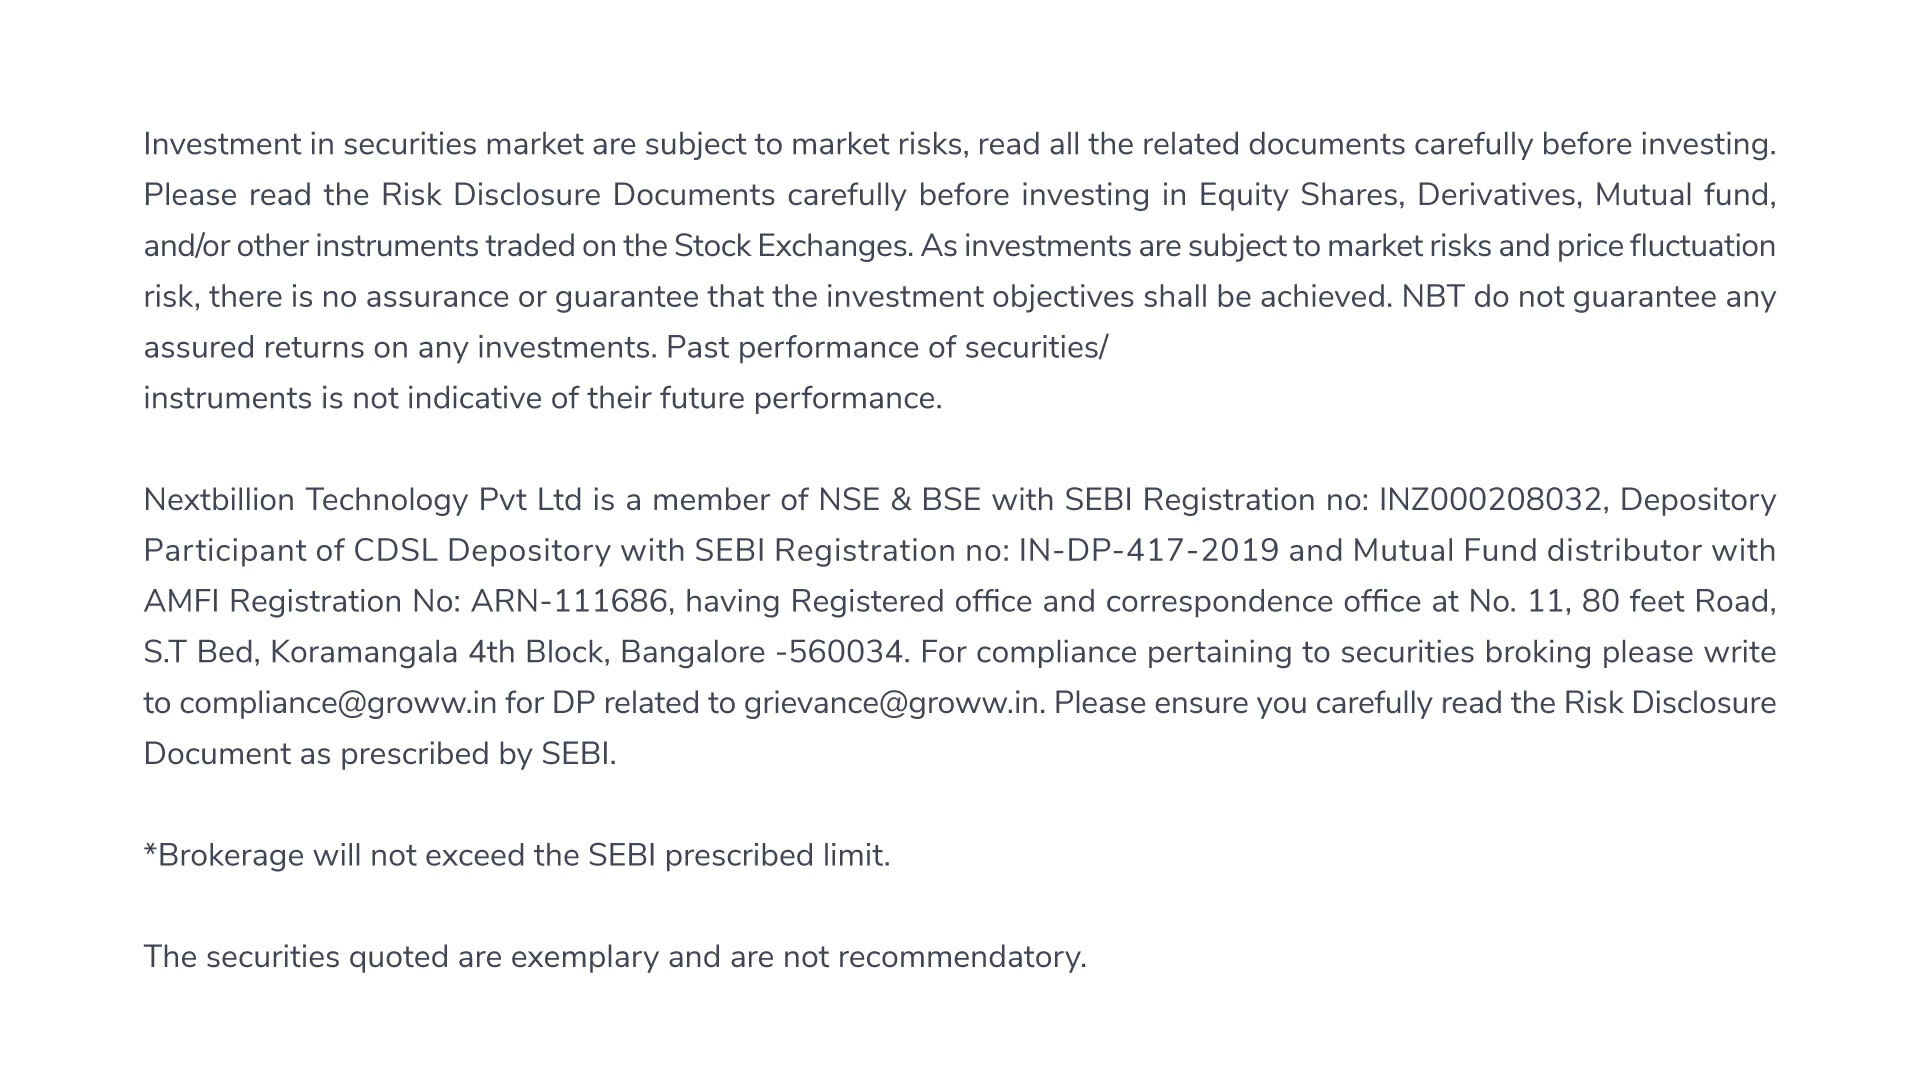 Investment in securities market are subject to market risks, read all the related documents carefully before investing.
Please read the Risk Disclosure Documents carefully before investing in Equity Shares, Derivatives, Mutual fund,
and/or other instruments traded on the Stock Exchanges. As investments are subject to market risks and price fluctuation
risk, there is no assurance or guarantee that the investment objectives shall be achieved. NBT do not guarantee any
assured returns on any investments. Past performance of securities/
instruments is not indicative of their future performance.
Nextbillion Technology Pvt Ltd is a member of NSE & BSE with SEBI Registration no: INZ000208032, Depository
Participant of CDSL Depository with SEBI Registration no: IN-DP-417-2019 and Mutual Fund distributor with
AMFI Registration No: ARN-111686, having Registered office and correspondence office at No. 11, 80 feet Road,
S.T Bed, Koramangala 4th Block, Bangalore -560034. For compliance pertaining to securities broking please write
to compliance@groww.in for DP related to grievance@groww.in. Please ensure you carefully read the Risk Disclosure
Document as prescribed by SEBI.
*Brokerage will not exceed the SEBI prescribed limit.
The securities quoted are exemplary and are not recommendatory.